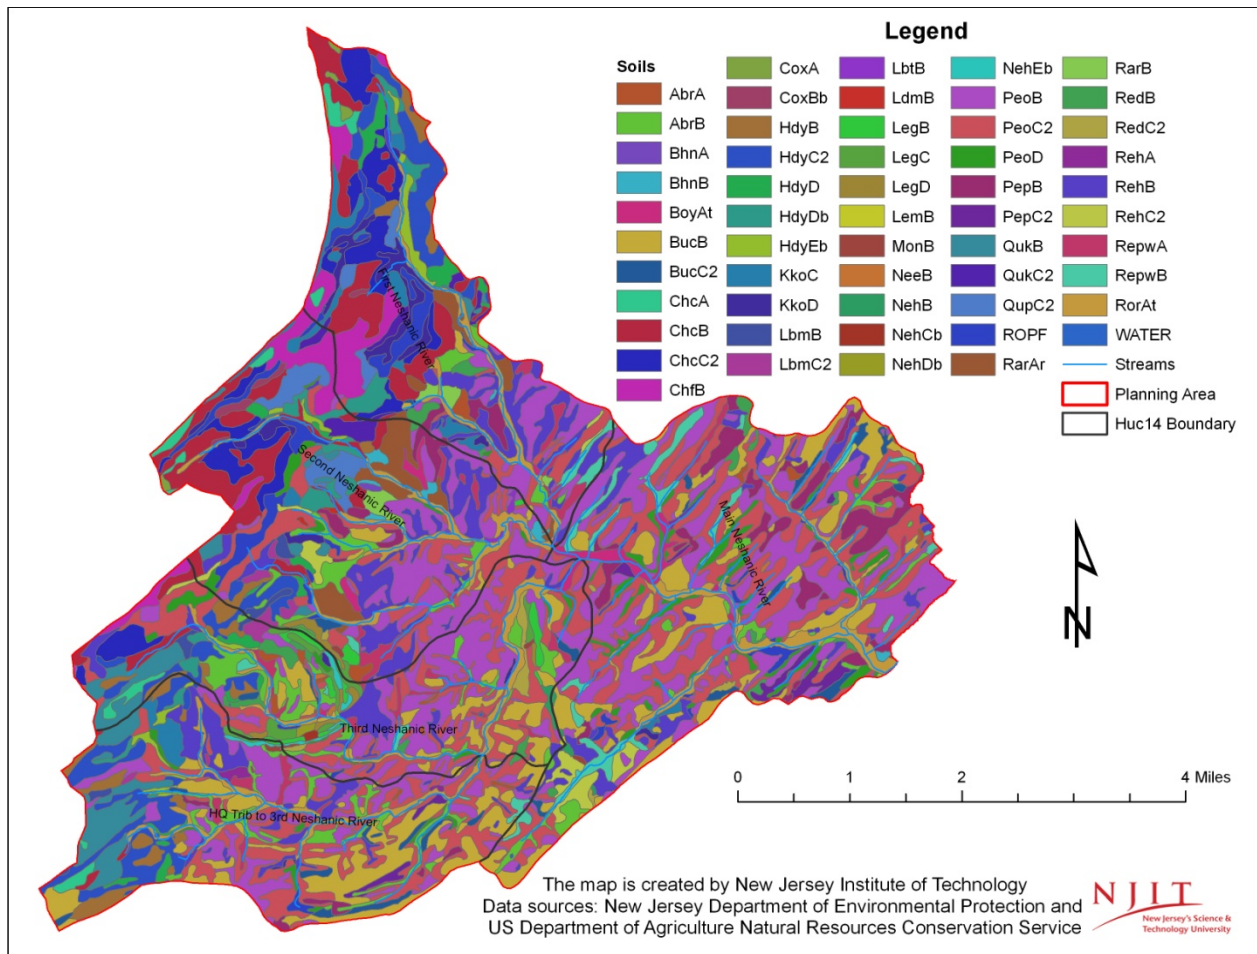 Legend
Soils
AbrA
AbrB
BhnA
BhnB
BoyAt
BucB
BucC2
ChcA
ChcB
ChcC2
ChfB
CoxA
CoxBb
HdyB
HdyC2
HdyD
HdyDb
HdyEb
KkoC
KkoD
LbmB
LbmC2
LbtB
LdmB
LegB
LegC
LegD
LemB
MonB
NeeB
NehB
NehCb
NehDb
NehEb
PeoB
PeoC2
PeoD
PepB
PepC2
QukB
QukC2
QupC2
ROPF
RarAr
RarB
RedB
RedC2
RehA
RehB
RehC2
RepwA
RepwB
RorAt
WATER
Streams
Planning Area
Huc14 Boundary
First Neshanic River
Second Neshanic River
Main Neshanic River
Third Neshanic River
HQ Trib to 3rd Neshanic River
N
0 1 2 4 Miles
The map is created by New Jersey Institute of Technology
Data sources: New Jersey Department of Environmental Protection and
US Department of Agriculture Natural Resources Conservation Service
NJIT
New Jersey's Science &
Technology University